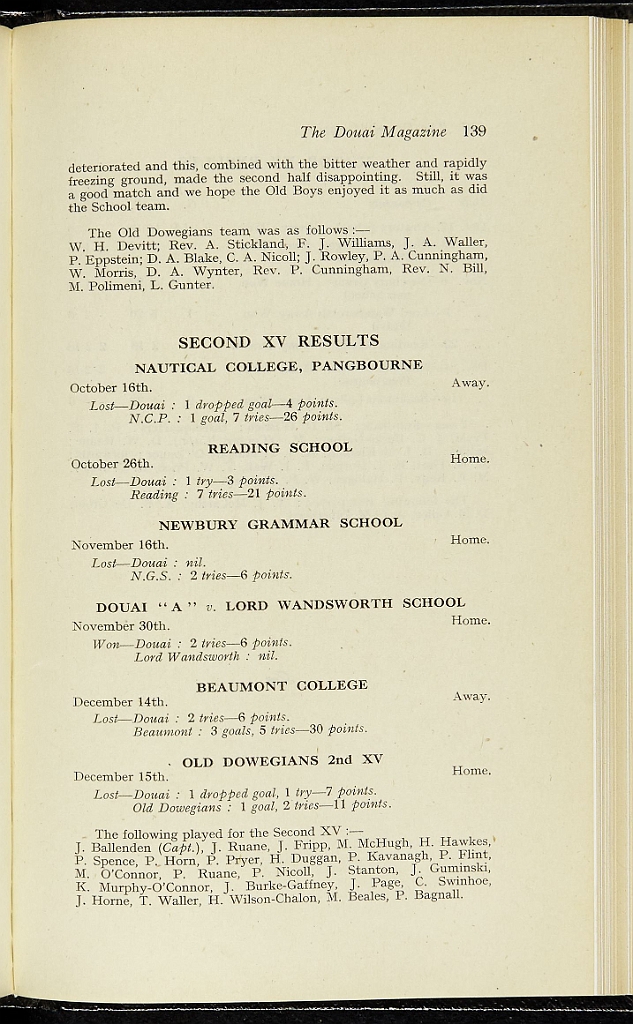 The Douai Magazine 139
deteriorated and this, combined with the bitter weather and rapidly
freezing ground, made the second half disappointing. Still, it was
a good match and we hope the Old Boys enjoyed it as much as did
the School team.
The Old Dowegians team was as follows :—
W. H. Devitt; Rev. A. Stickland, F. J. Williams, J. A. Waller,
P. Eppstein; D. A. Blake, C. A. Nicoll; J. Rowley, P. A. Cunningham,
W. Morris, D. A. Wynter, Rev. P. Cunningham, Rev. N. Bill,
M. Polimeni, L. Gunter.
SECOND XV RESULTS
NAUTICAL COLLEGE, PANGBOURNE
October 16th. Away.
Lost—Douai : 1 dropped goal—4 points.
N.C.P. : 1 goal, 7 tries—26 points.
READING SCHOOL
October 26th. Home.
Lost—Douai : 1 try—3 points.
Reading : 7 tries—21 points.
NEWBURY GRAMMAR SCHOOL
November 16th. Home.
Lost—Douai : nil.
N.G.S. : 2 tries—6 points.
DOUAI “A” v. LORD WANDSWORTH SCHOOL
November 30th. Home.
Won—Douai : 2 tries—6 points.
Lord Wandsworth : nil.
BEAUMONT COLLEGE
December 14th. Away.
Lost—Douai : 2 tries—6 points.
Beaumont : 3 goals, 5 tries—30 points.
OLD DOWEGIANS 2nd XV
December 15th. Home.
Lost—Douai : 1 dropped goal, 1 try—7 points.
Old Dowegians : 1 goal, 2 tries—11 points.
The following played for the Second XV :—
J. Ballenden (Capt.), J. Ruane, J. Fripp, M. McHugh, H. Hawkes,
P. Spence, P. Horn, P. Pryer, H. Duggan, P. Kavanagh, P. Flint,
M. O'Connor, P. Ruane, P. Nicoll, J. Stanton, J. Guminski,
K. Murphy-O'Connor, J. Burke-Gaffney, J. Page, C. Swinhoe,
J. Horne, T. Waller, H. Wilson-Chalon, M. Beales, P. Bagnall.